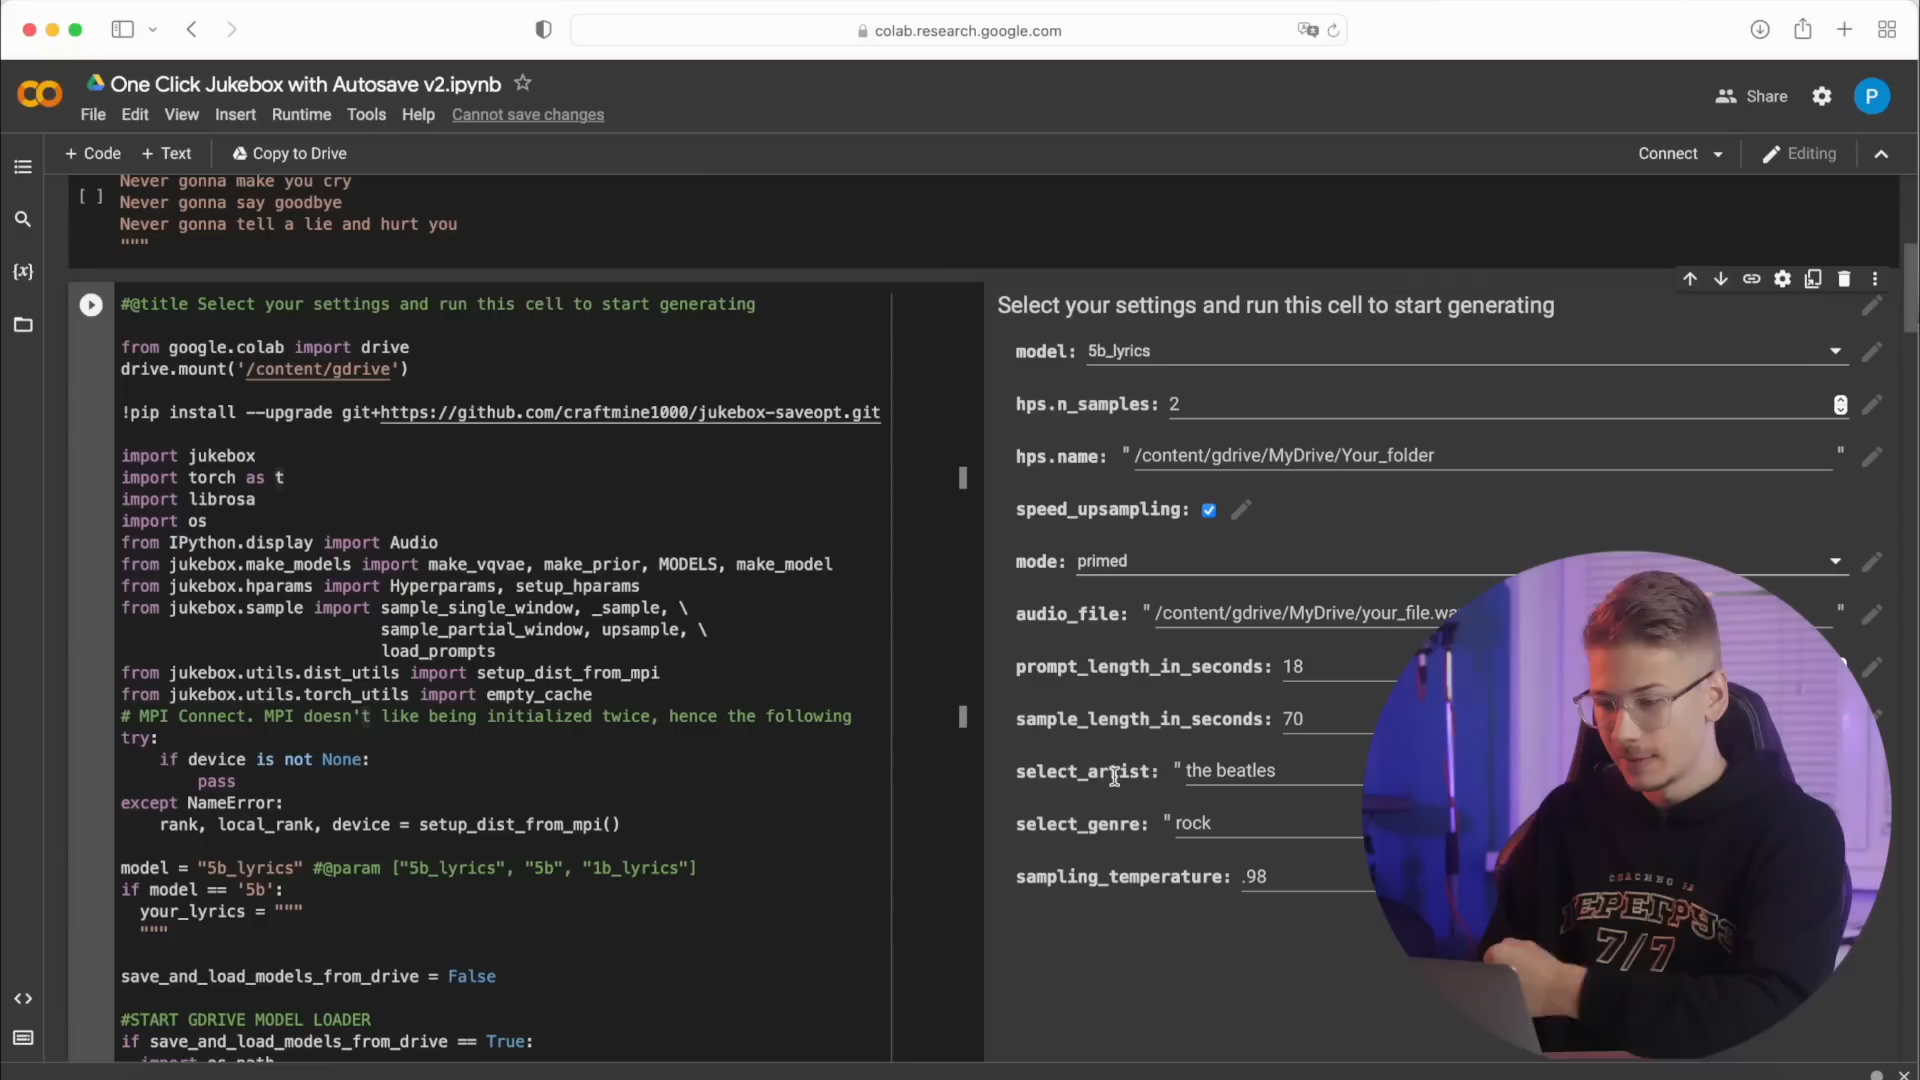 colab.research.google.com
One Click Jukebox with Autosave v2.ipynb
File Edit View Insert Runtime Tools Help Cannot save changes
Share
P
+ Code + Text Copy to Drive
Connect
Editing
[ ]
Never gonna make you cry
Never gonna say goodbye
Never gonna tell a lie and hurt you
"""
{x}
#@title Select your settings and run this cell to start generating
from google.colab import drive
drive.mount('/content/gdrive')
!pip install --upgrade git+https://github.com/craftmine1000/jukebox-saveopt.git
import jukebox
import torch as t
import librosa
import os
from IPython.display import Audio
from jukebox.make_models import make_vqvae, make_prior, MODELS, make_model
from jukebox.hparams import Hyperparams, setup_hparams
from jukebox.sample import sample_single_window, _sample, \
sample_partial_window, upsample, \
load_prompts
from jukebox.utils.dist_utils import setup_dist_from_mpi
from jukebox.utils.torch_utils import empty_cache
# MPI Connect. MPI doesn't like being initialized twice, hence the following
try:
if device is not None:
pass
except NameError:
rank, local_rank, device = setup_dist_from_mpi()
model = "5b_lyrics" #@param ["5b_lyrics", "5b", "1b_lyrics"]
if model == '5b':
your_lyrics = """
"""
save_and_load_models_from_drive = False
#START GDRIVE MODEL LOADER
if save_and_load_models_from_drive == True:
import os.path
Select your settings and run this cell to start generating
model: 5b_lyrics
hps.n_samples: 2
hps.name: " /content/gdrive/MyDrive/Your_folder "
speed_upsampling:
mode: primed
audio_file: " /content/gdrive/MyDrive/your_file.wa "
prompt_length_in_seconds: 18
sample_length_in_seconds: 70
select_artist: " the beatles
select_genre: " rock
sampling_temperature: .98
СПАСИБО ЗА
ПЕРЕГРУЗ
7/7